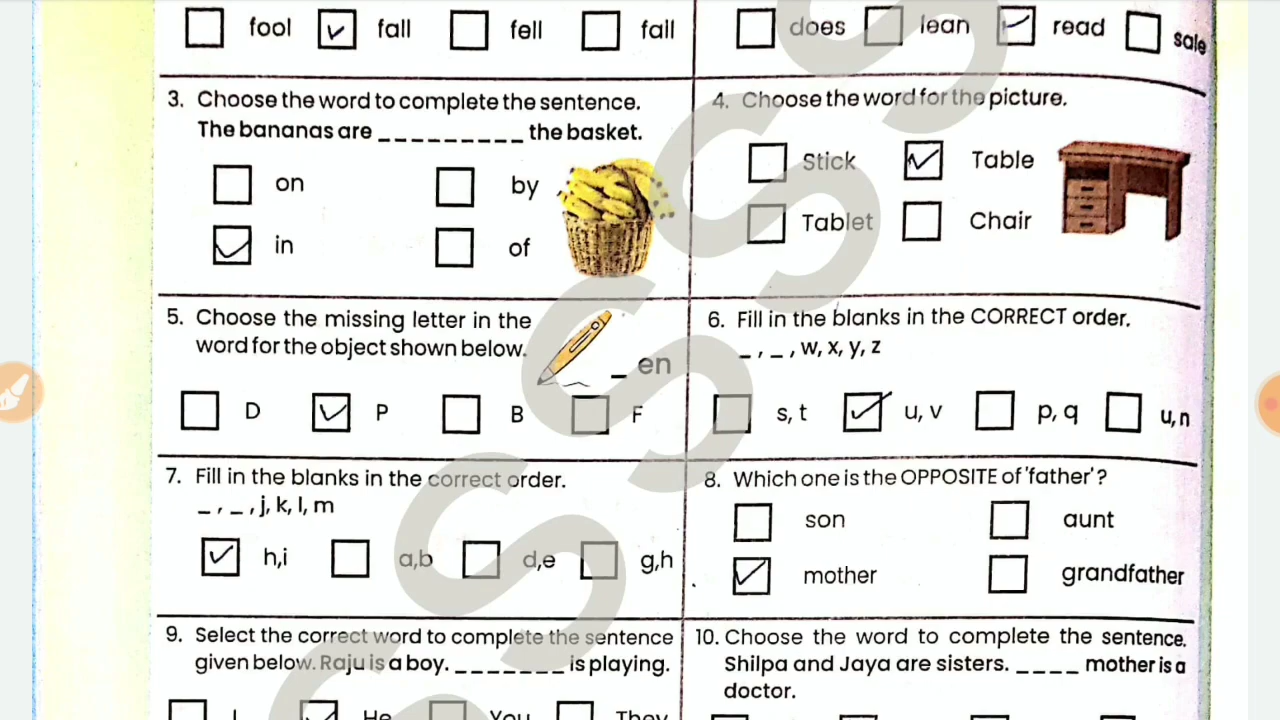 fool fall fell fail
does lean read sale
3. Choose the word to complete the sentence.
The bananas are _________ the basket.
on by
in of
4. Choose the word for the picture.
Stick Table
Tablet Chair
5. Choose the missing letter in the
word for the object shown below.
_ en
D P B F
6. Fill in the blanks in the CORRECT order.
_ , _ , w, x, y, z
s, t u, v p, q u,n
7. Fill in the blanks in the correct order.
_ , _ , j, k, l, m
h,i a,b d,e g,h
8. Which one is the OPPOSITE of 'father'?
son aunt
mother grandfather
9. Select the correct word to complete the sentence
given below. Raju is a boy. ________ is playing.
I He You They
10. Choose the word to complete the sentence.
Shilpa and Jaya are sisters. ____ mother is a
doctor.
SSSS